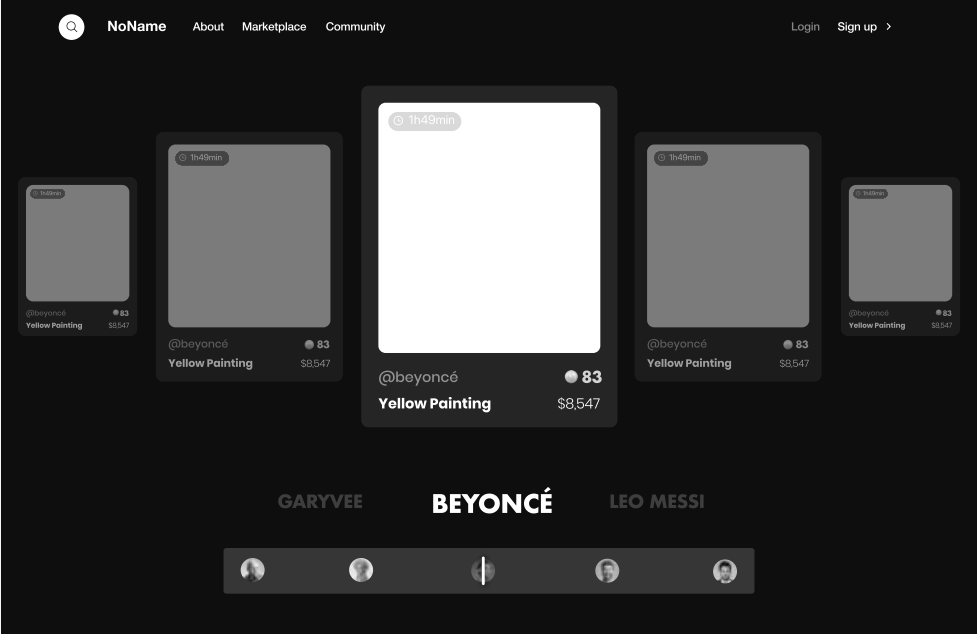 NoName About Marketplace Community Login Sign up >
1h49min
@beyoncé 83
Yellow Painting $8,547
1h49min
@beyoncé 83
Yellow Painting $8,547
1h49min
@beyoncé 83
Yellow Painting $8,547
1h49min
@beyoncé 83
Yellow Painting $8,547
1h49min
@beyoncé 83
Yellow Painting $8,547
GARYVEE BEYONCÉ LEO MESSI